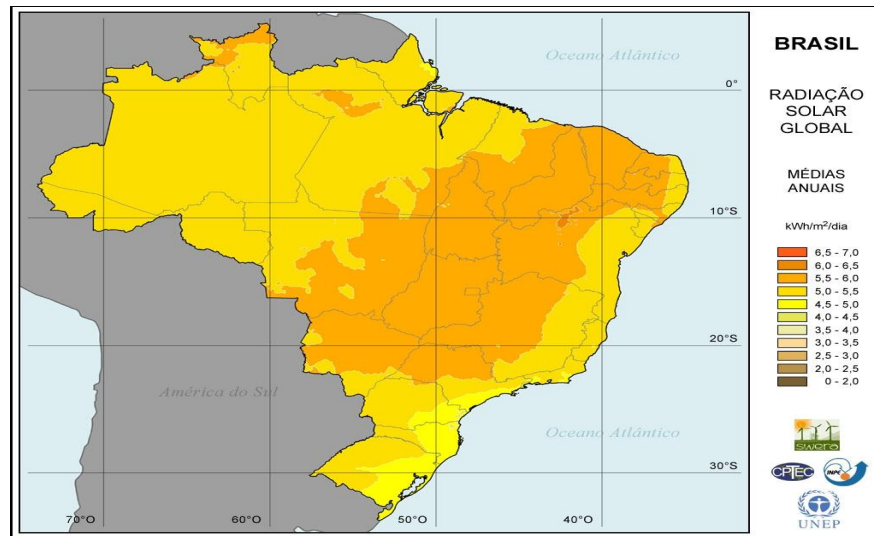 BRASIL
RADIAÇÃO
SOLAR
GLOBAL
MÉDIAS
ANUAIS
kWh/m²/dia
6,5 - 7,0
6,0 - 6,5
5,5 - 6,0
5,0 - 5,5
4,5 - 5,0
4,0 - 4,5
3,5 - 4,0
3,0 - 3,5
2,5 - 3,0
2,0 - 2,5
0 - 2,0
swera
CPTEC
INPE
UNEP
Oceano Atlântico
0°
10°S
20°S
América do Sul
Oceano Atlântico
30°S
70°O
60°O
50°O
40°O